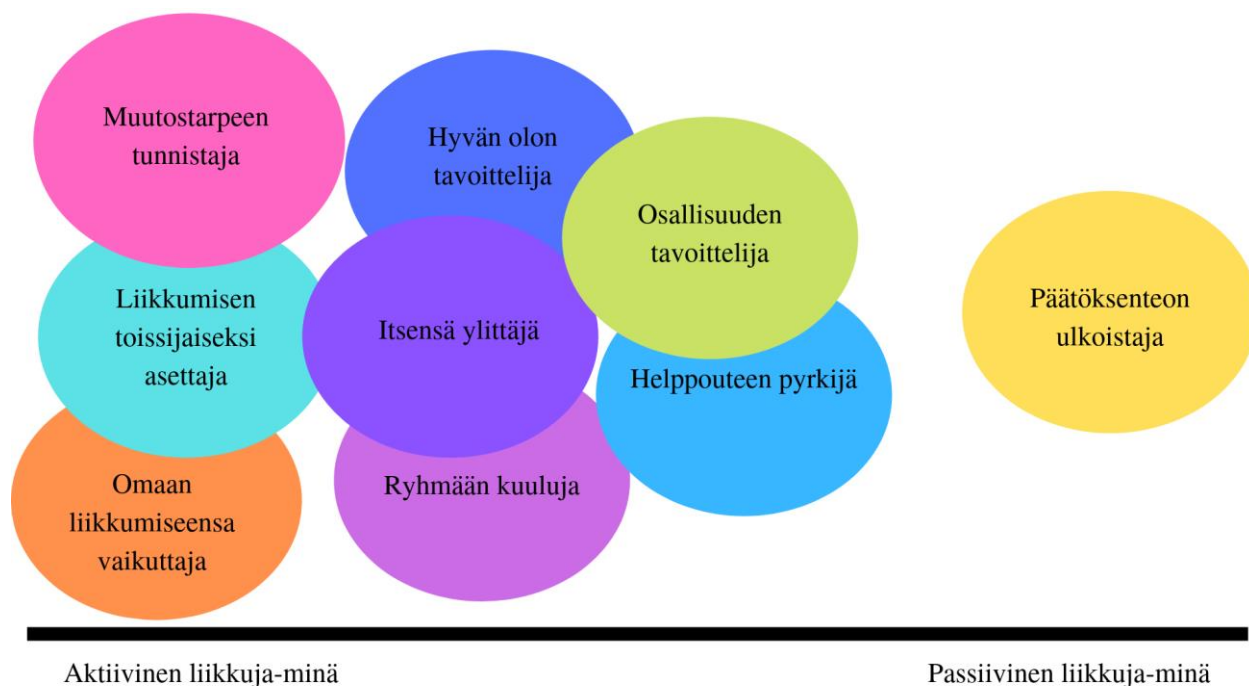 Muutostarpeen
tunnistaja
Hyvän olon
tavoittelija
Osallisuuden
tavoittelija
Liikkumisen
toissijaiseksi
asettaja
Itsensä ylittäjä
Helppouteen pyrkijä
Päätöksenteon
ulkoistaja
Omaan
liikkumiseensa
vaikuttaja
Ryhmään kuuluja
Aktiivinen liikkuja-minä
Passiivinen liikkuja-minä